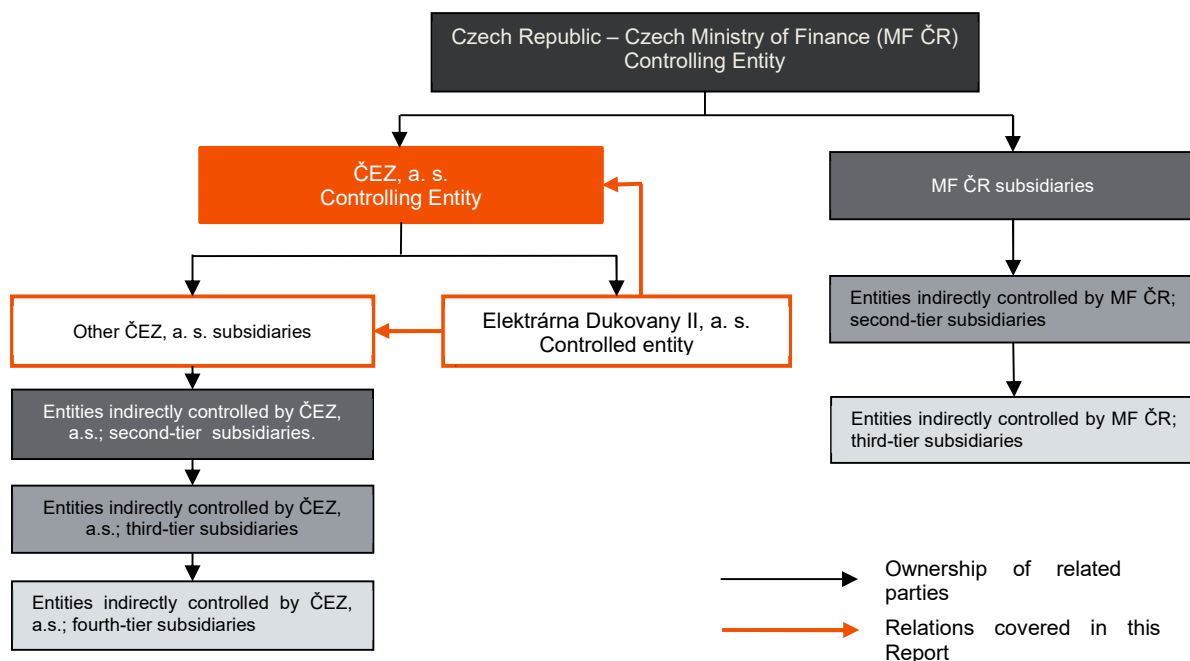 Czech Republic – Czech Ministry of Finance (MF ČR)
Controlling Entity
ČEZ, a. s.
Controlling Entity
MF ČR subsidiaries
Other ČEZ, a. s. subsidiaries
Elektrárna Dukovany II, a. s.
Controlled entity
Entities indirectly controlled by MF ČR;
second-tier subsidiaries
Entities indirectly controlled by ČEZ,
a.s.; second-tier subsidiaries.
Entities indirectly controlled by MF ČR;
third-tier subsidiaries
Entities indirectly controlled by ČEZ,
a.s.; third-tier subsidiaries
Entities indirectly controlled by ČEZ,
a.s.; fourth-tier subsidiaries
Ownership of related
parties
Relations covered in this
Report